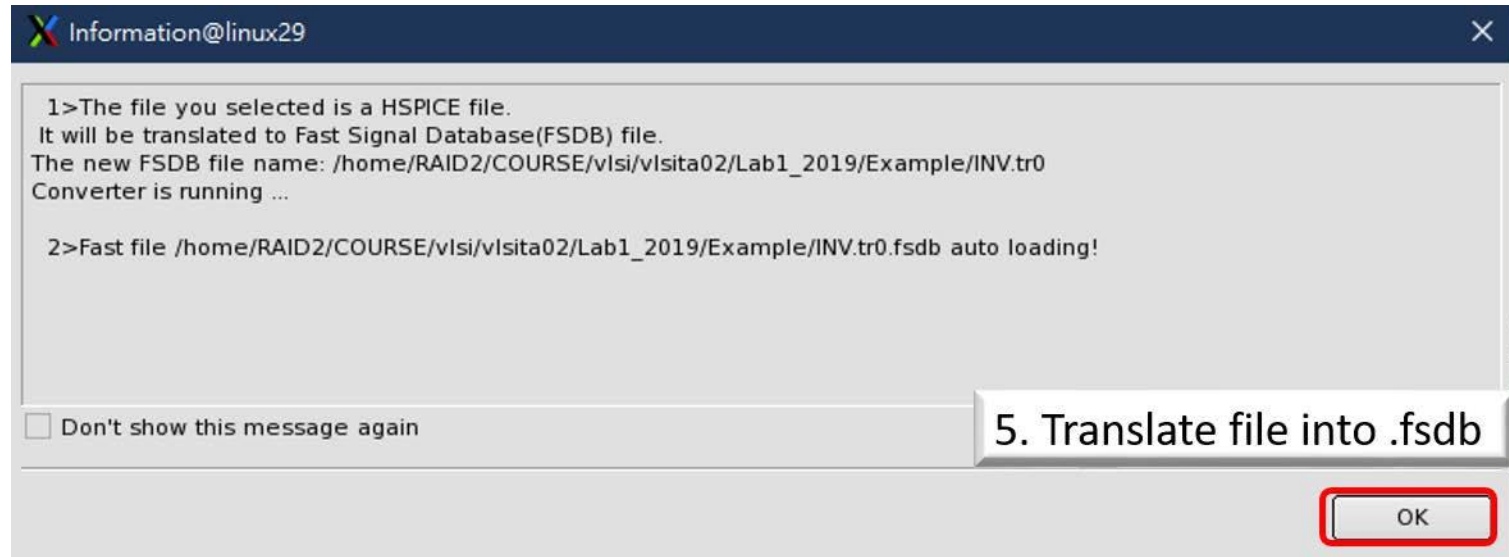 Information@linux29
1>The file you selected is a HSPICE file.
It will be translated to Fast Signal Database(FSDB) file.
The new FSDB file name: /home/RAID2/COURSE/vlsi/vlsita02/Lab1_2019/Example/INV.tr0
Converter is running ...
2>Fast file /home/RAID2/COURSE/vlsi/vlsita02/Lab1_2019/Example/INV.tr0.fsdb auto loading!
Don't show this message again
5. Translate file into .fsdb
OK